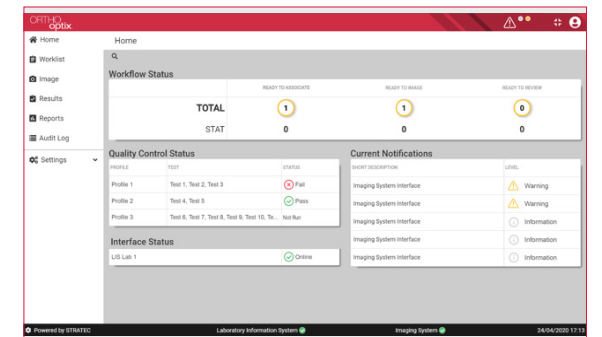 ORTHO
optix
Home
Home
Worklist
Image
Results
Reports
Audit Log
Settings
Workflow Status
READY TO ASSOCIATE READY TO IMAGE READY TO REVIEW
TOTAL 1 1 0
STAT 0 0 0
Quality Control Status
PROFILE TEST STATUS
Profile 1 Test 1, Test 2, Test 3 Fail
Profile 2 Test 4, Test 5 Pass
Profile 3 Test 6, Test 7, Test 8, Test 9, Test 10, Te... Not Run
Interface Status
LIS Lab 1 Online
Current Notifications
SHORT DESCRIPTION LEVEL
Imaging System Interface Warning
Imaging System Interface Warning
Imaging System Interface Information
Imaging System Interface Information
Imaging System Interface Information
Powered by STRATEC Laboratory Information System Imaging System 24/04/2020 17:13